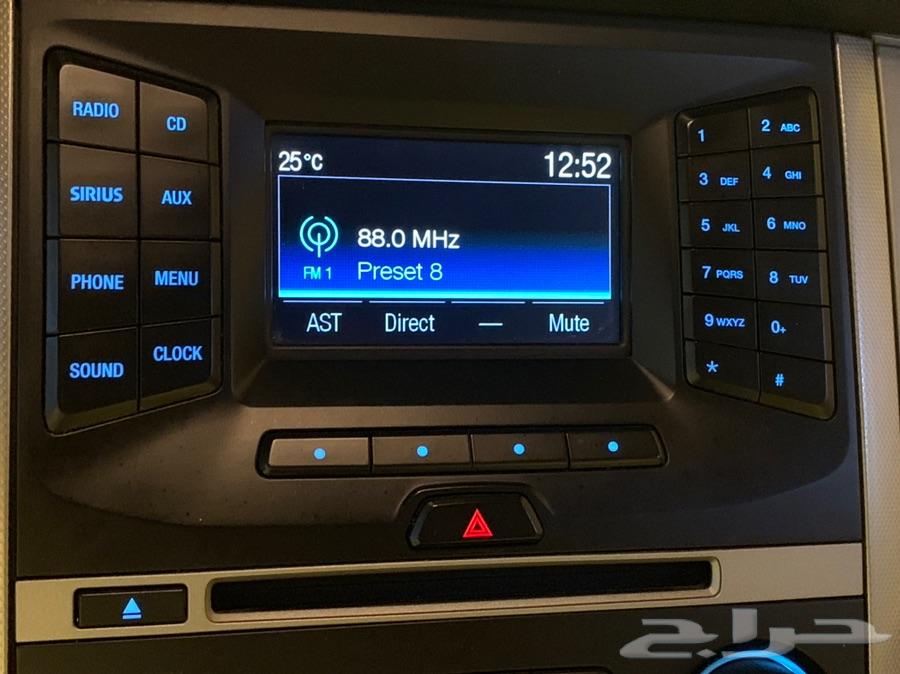 RADIO
CD
SIRIUS
AUX
PHONE
MENU
SOUND
CLOCK
25°C 12:52
88.0 MHz
FM 1 Preset 8
AST Direct — Mute
1
2 ABC
3 DEF
4 GHI
5 JKL
6 MNO
7 PQRS
8 TUV
9 WXYZ
0+
*
#
حراج